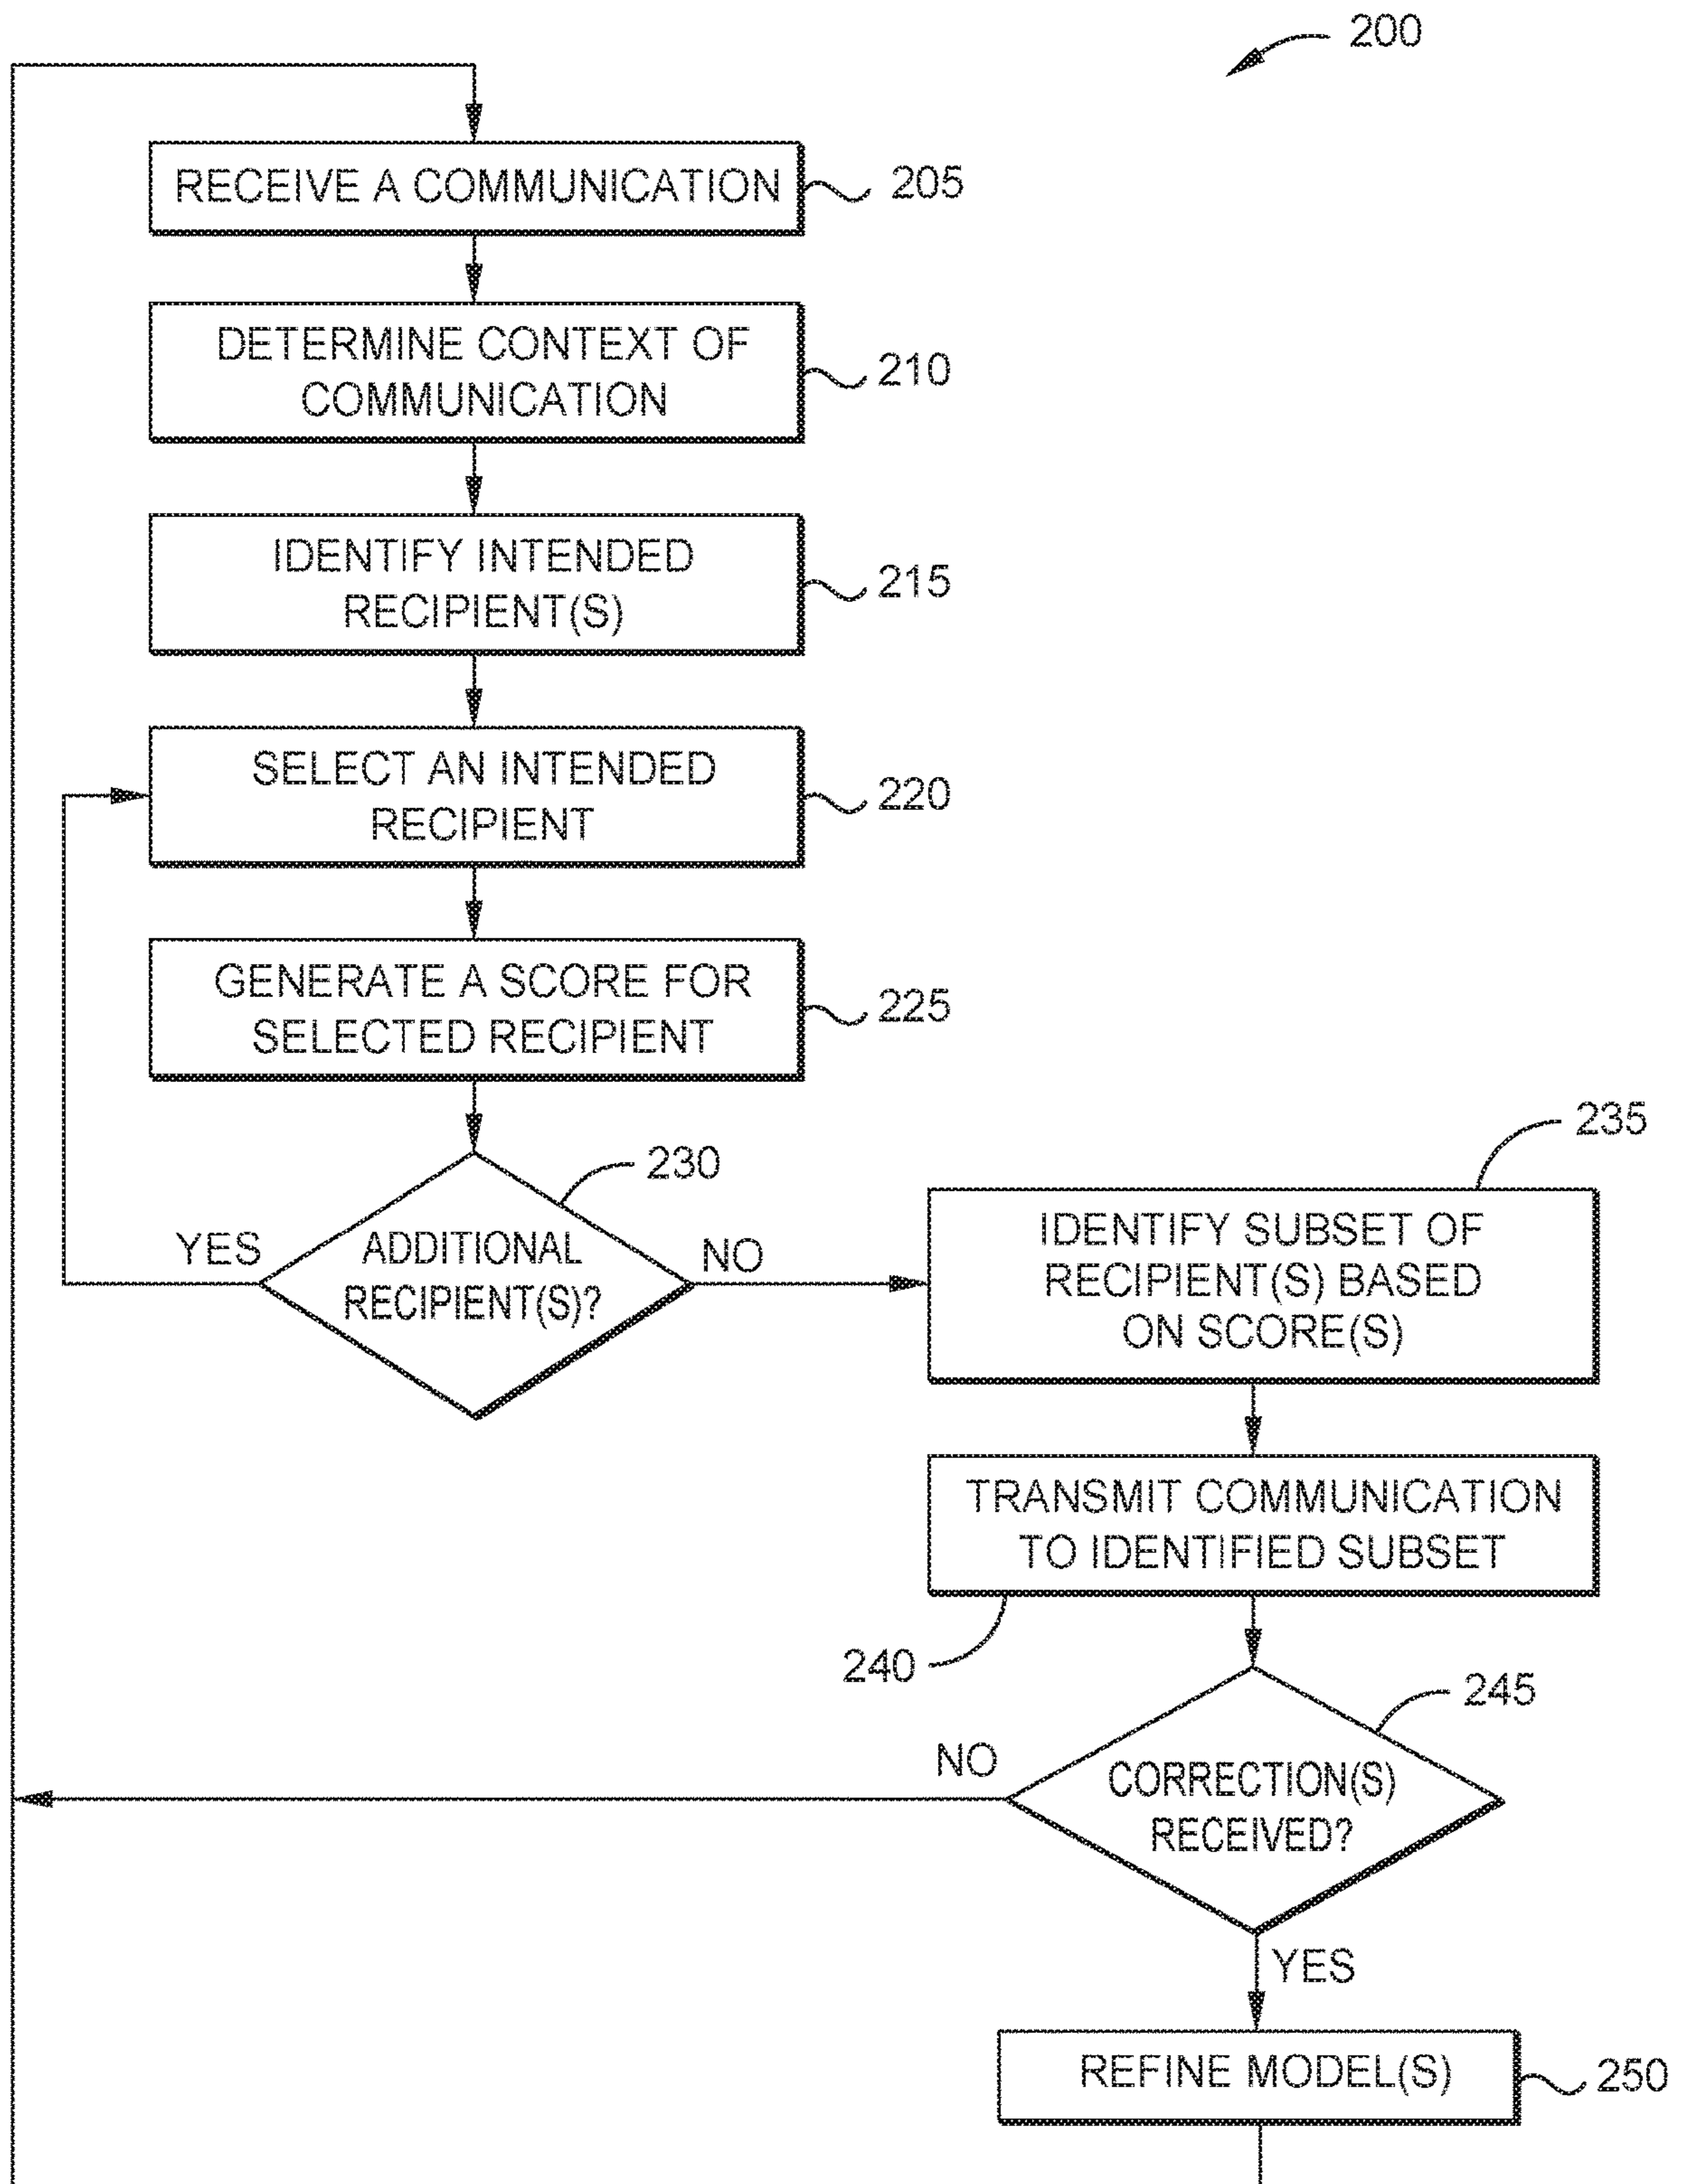 200
RECEIVE A COMMUNICATION
205
DETERMINE CONTEXT OF
COMMUNICATION
210
IDENTIFY INTENDED
RECIPIENT(S)
215
SELECT AN INTENDED
RECIPIENT
220
GENERATE A SCORE FOR
SELECTED RECIPIENT
225
230
YES
ADDITIONAL
RECIPIENT(S)?
NO
235
IDENTIFY SUBSET OF
RECIPIENT(S) BASED
ON SCORE(S)
TRANSMIT COMMUNICATION
TO IDENTIFIED SUBSET
240
245
NO
CORRECTION(S)
RECEIVED?
YES
REFINE MODEL(S)
250